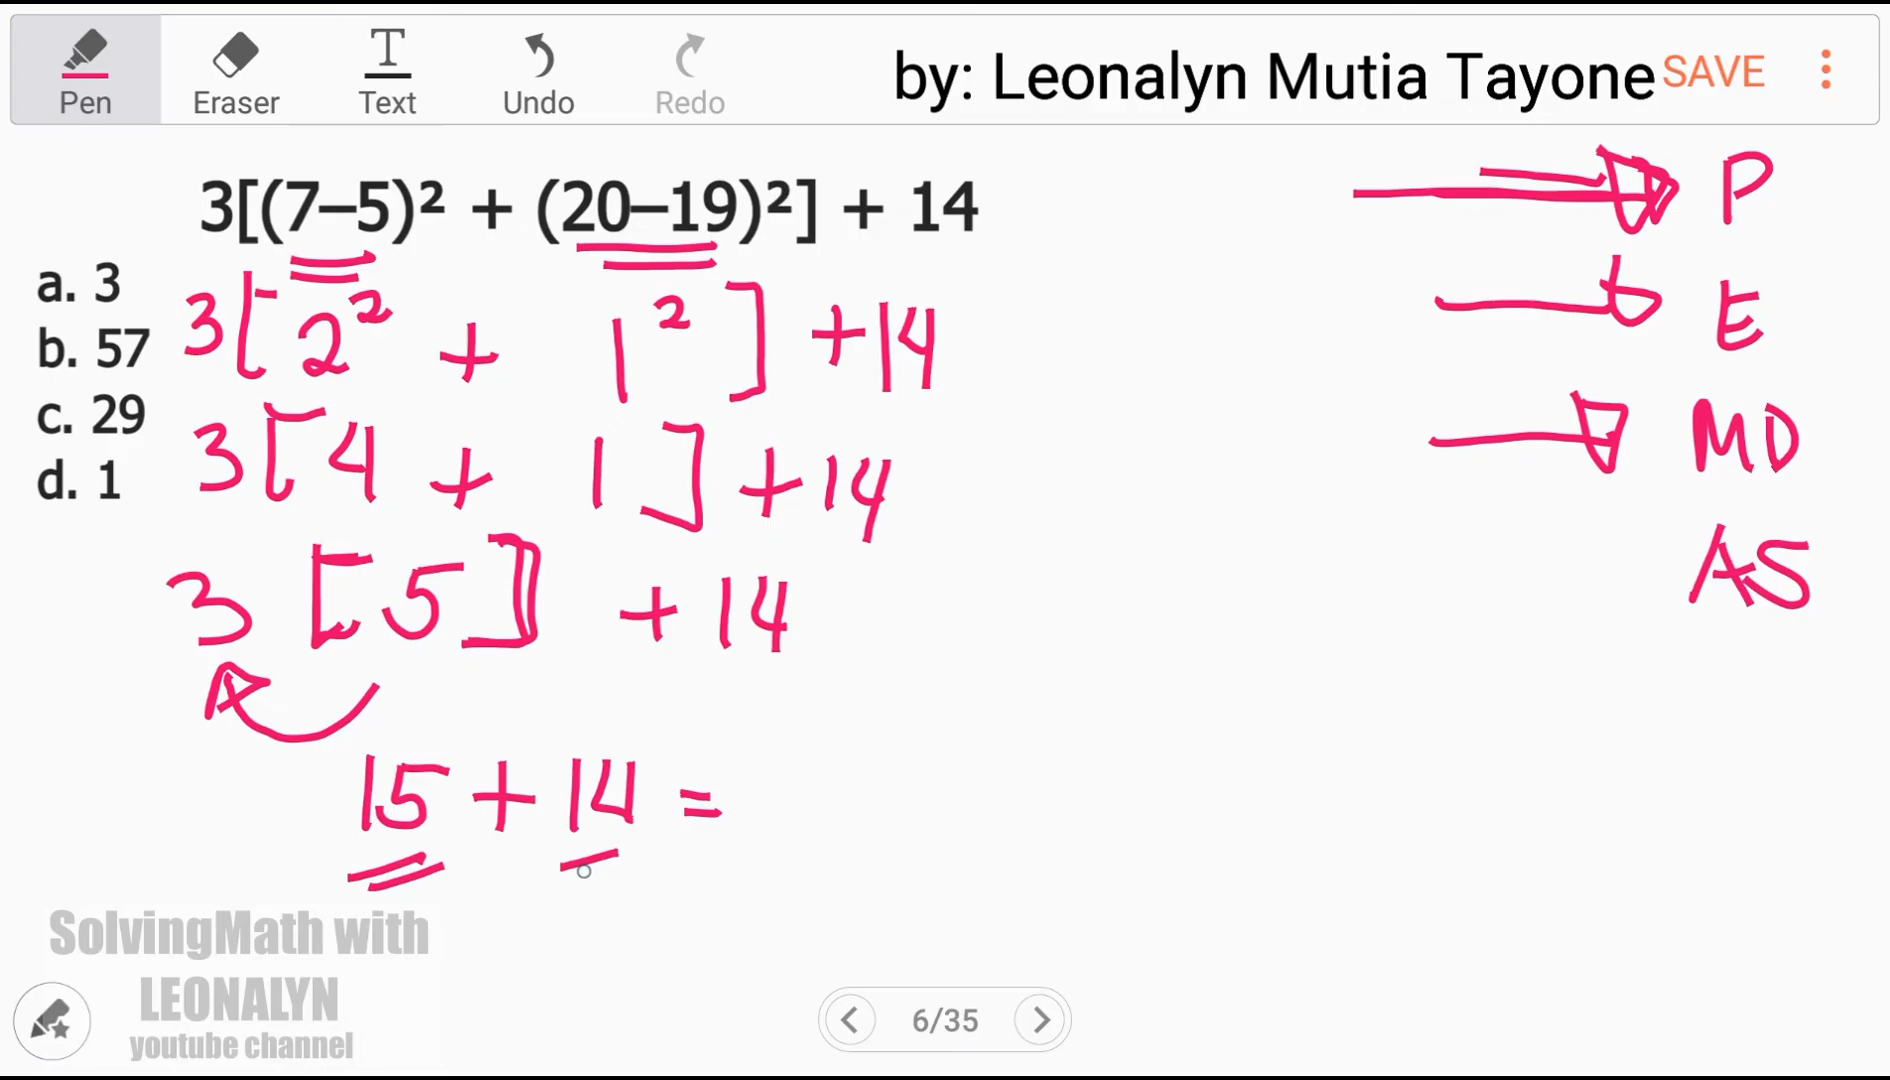 Pen Eraser Text Undo Redo by: Leonalyn Mutia Tayone SAVE
3[(7–5)² + (20–19)²] + 14
a. 3
b. 57
c. 29
d. 1
3[2² + 1²] + 14
3[4 + 1] + 14
3 [5] + 14
15 + 14 =
P
E
MD
AS
SolvingMath with
LEONALYN
youtube channel
6/35